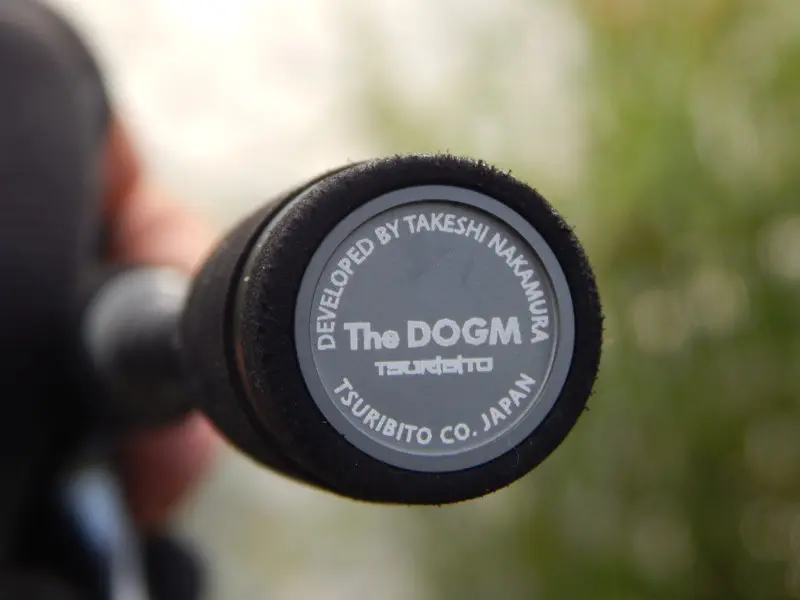 DEVELOPED BY TAKESHI NAKAMURA
The DOGM
TSURIBITO
TSURIBITO CO. JAPAN